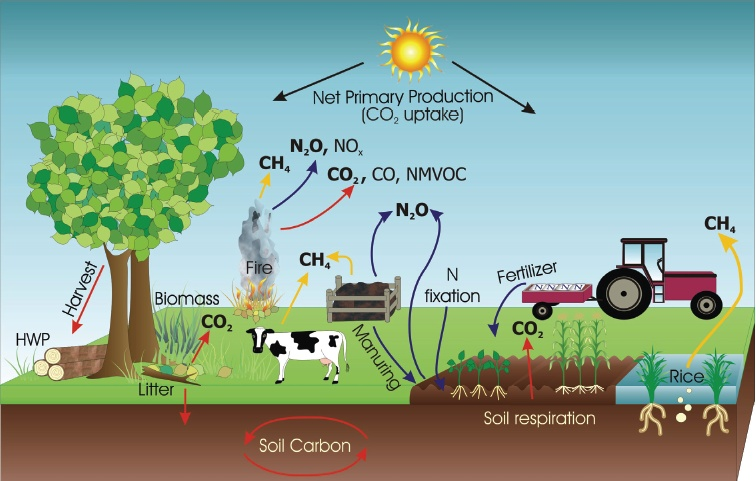 Net Primary Production
(CO₂ uptake)
N₂O, NOₓ
CH₄
CO₂, CO, NMVOC
N₂O
CH₄
Harvest
Fire
CH₄
Fertilizer
N
fixation
Biomass
CO₂
CO₂
HWP
Manuring
Litter
Rice
Soil respiration
Soil Carbon